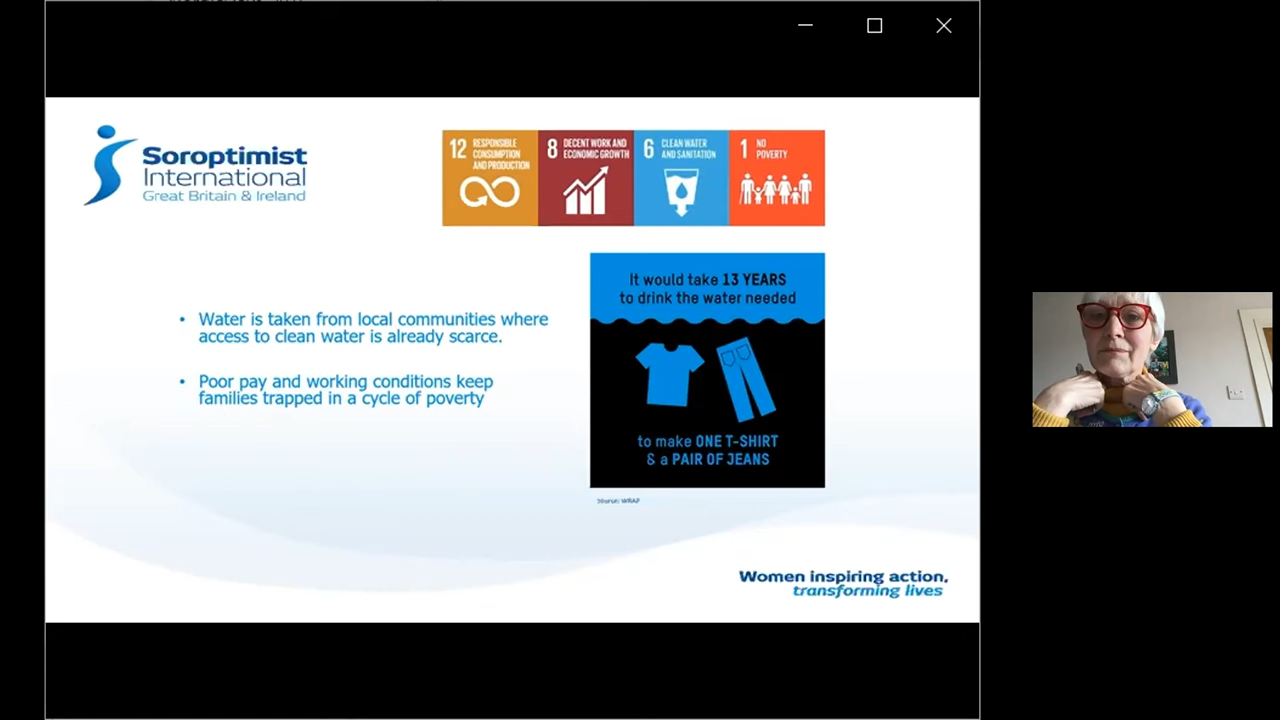 Soroptimist
International
Great Britain & Ireland
12 RESPONSIBLE
CONSUMPTION
AND PRODUCTION
8 DECENT WORK AND
ECONOMIC GROWTH
6 CLEAN WATER
AND SANITATION
1 NO
POVERTY
• Water is taken from local communities where
access to clean water is already scarce.
• Poor pay and working conditions keep
families trapped in a cycle of poverty
It would take 13 YEARS
to drink the water needed
to make ONE T-SHIRT
& a PAIR OF JEANS
Source: WRAP
Women inspiring action,
transforming lives